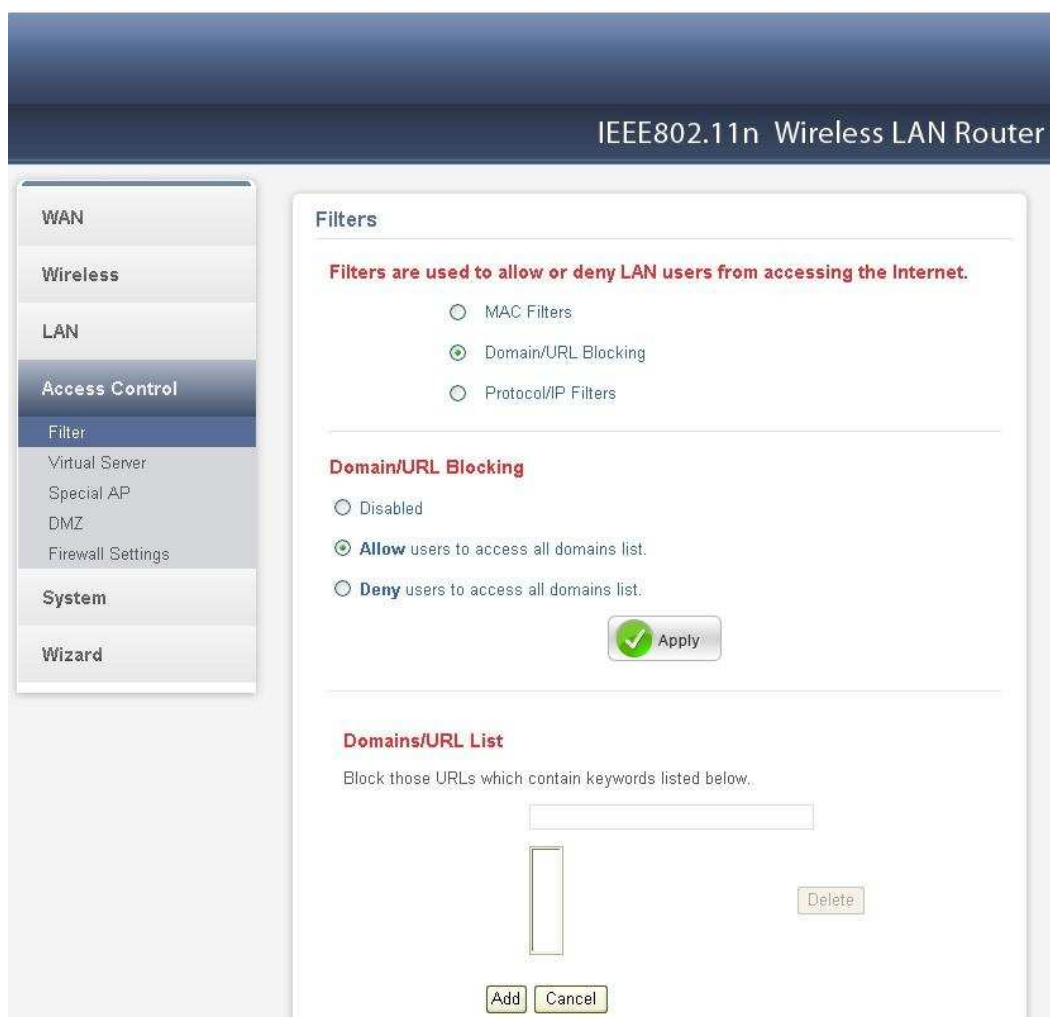 IEEE802.11n Wireless LAN Router
WAN
Wireless
LAN
Access Control
Filter
Virtual Server
Special AP
DMZ
Firewall Settings
System
Wizard
Filters
Filters are used to allow or deny LAN users from accessing the Internet.
MAC Filters
Domain/URL Blocking
Protocol/IP Filters
Domain/URL Blocking
Disabled
Allow users to access all domains list.
Deny users to access all domains list.
Apply
Domains/URL List
Block those URLs which contain keywords listed below.
Delete
Add Cancel